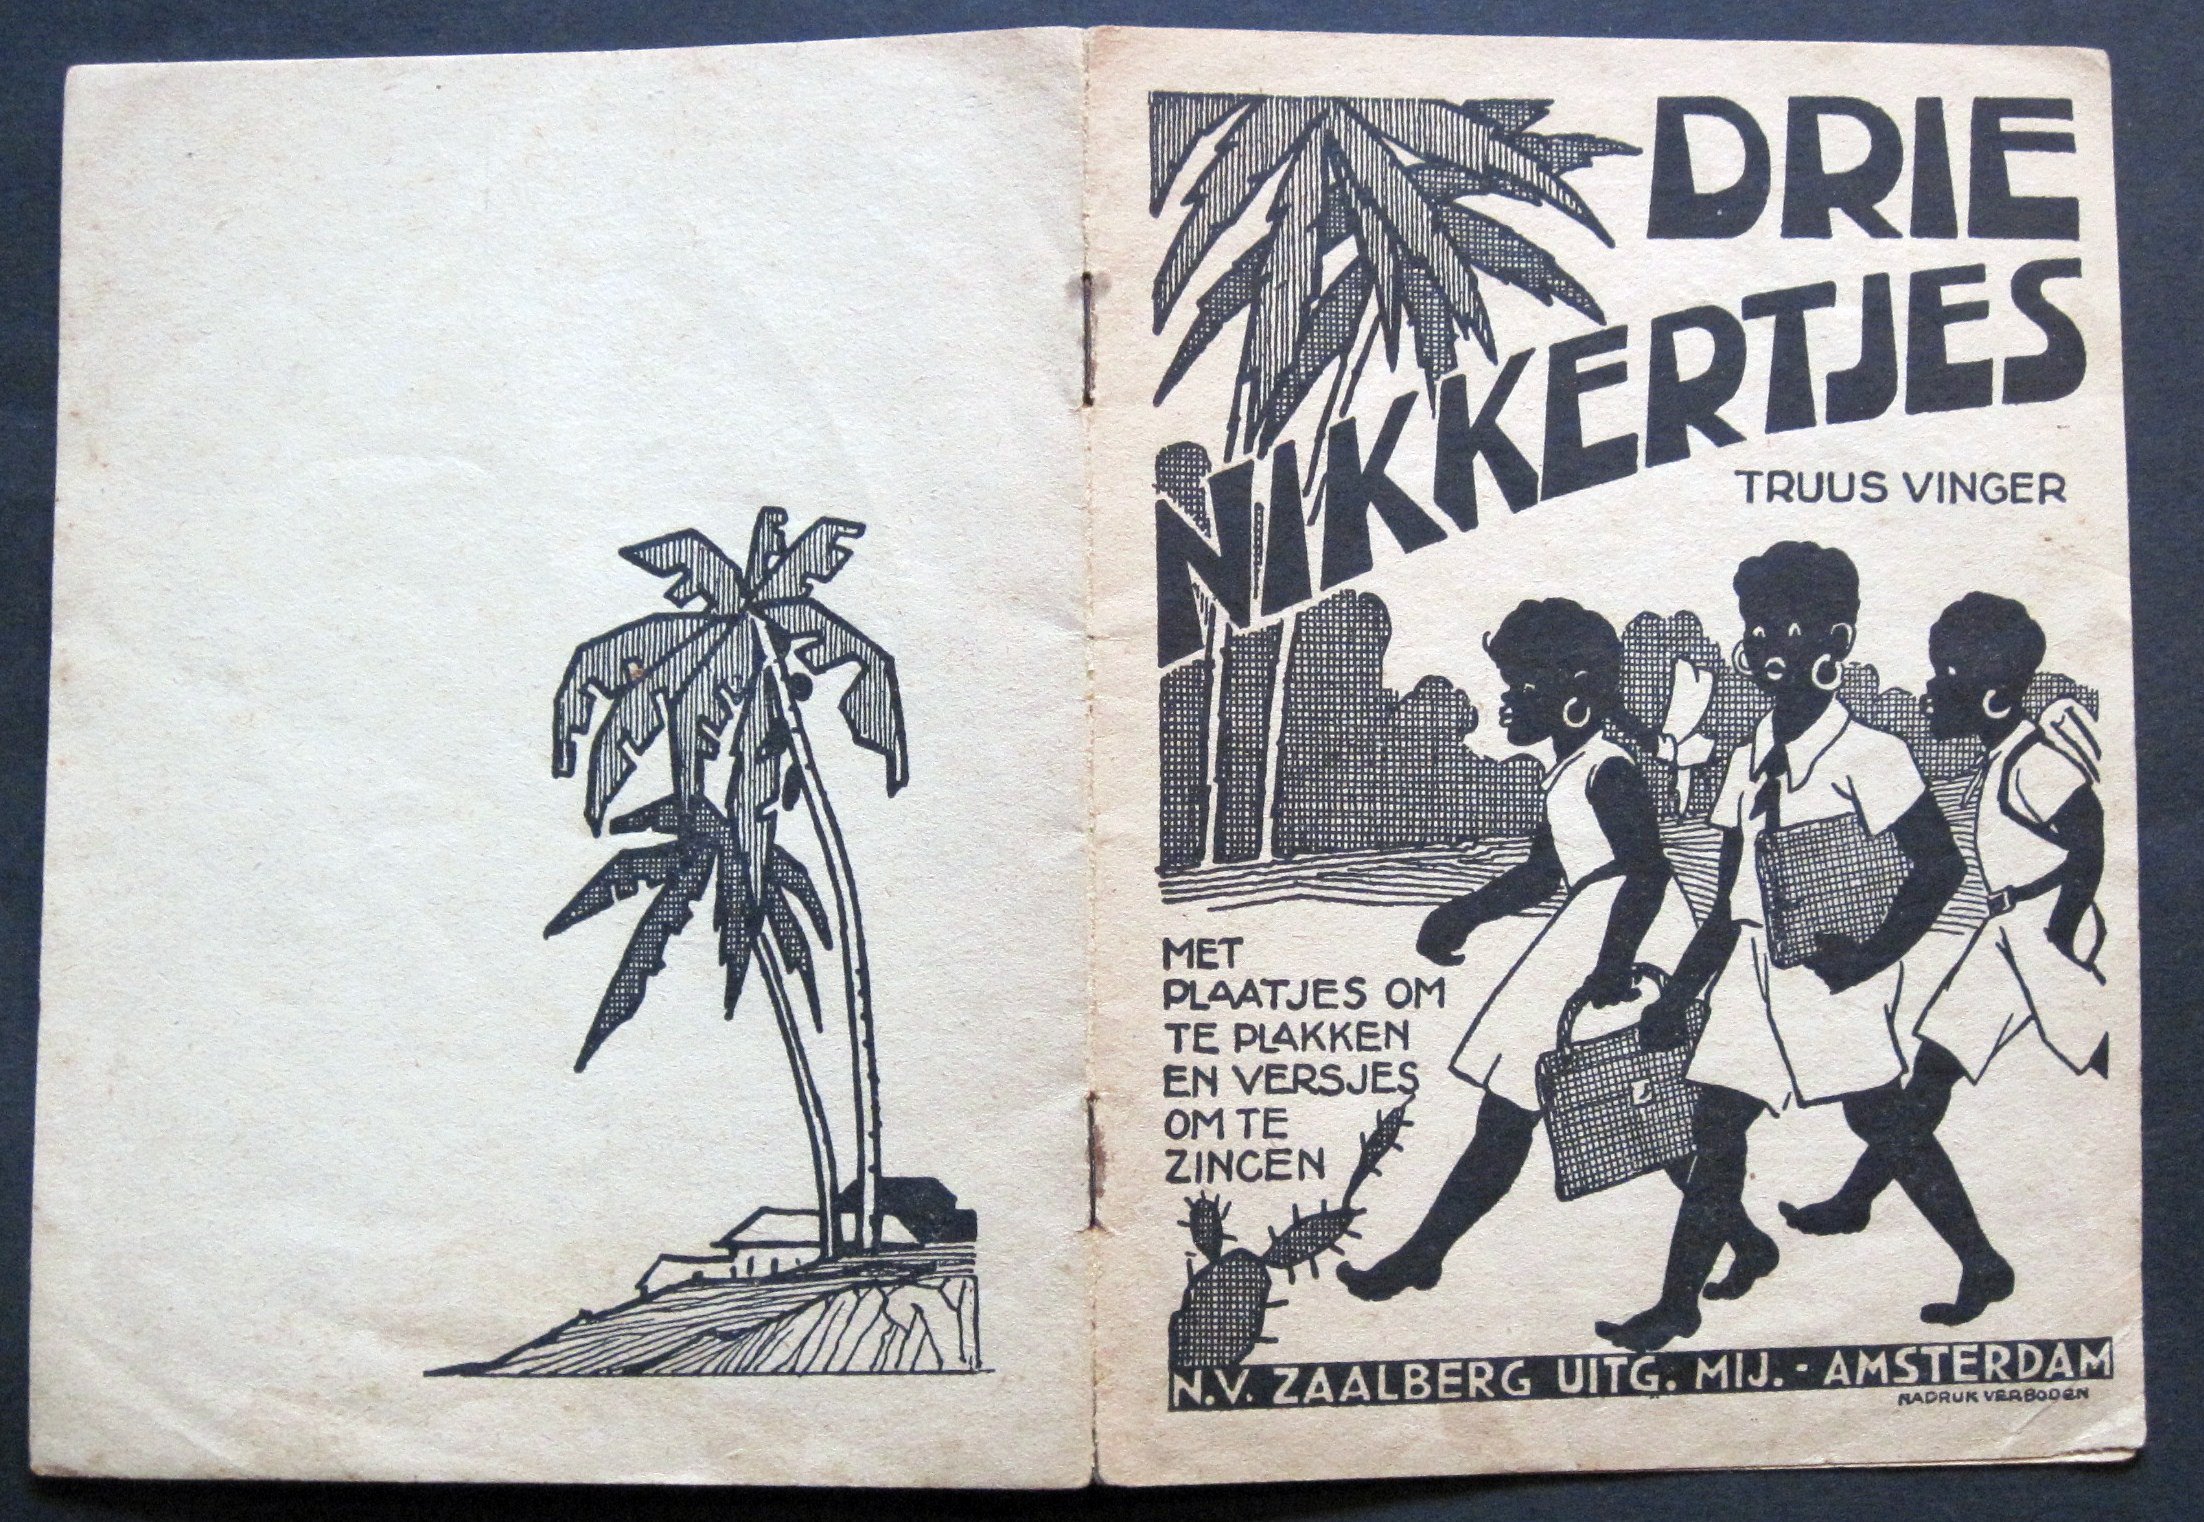 DRIE
NIKKERTJES
TRUUS VINGER
MET
PLAATJES OM
TE PLAKKEN
EN VERSJES
OM TE
ZINGEN
N.V. ZAALBERG UITG. MIJ. - AMSTERDAM
NADRUK VERBODEN